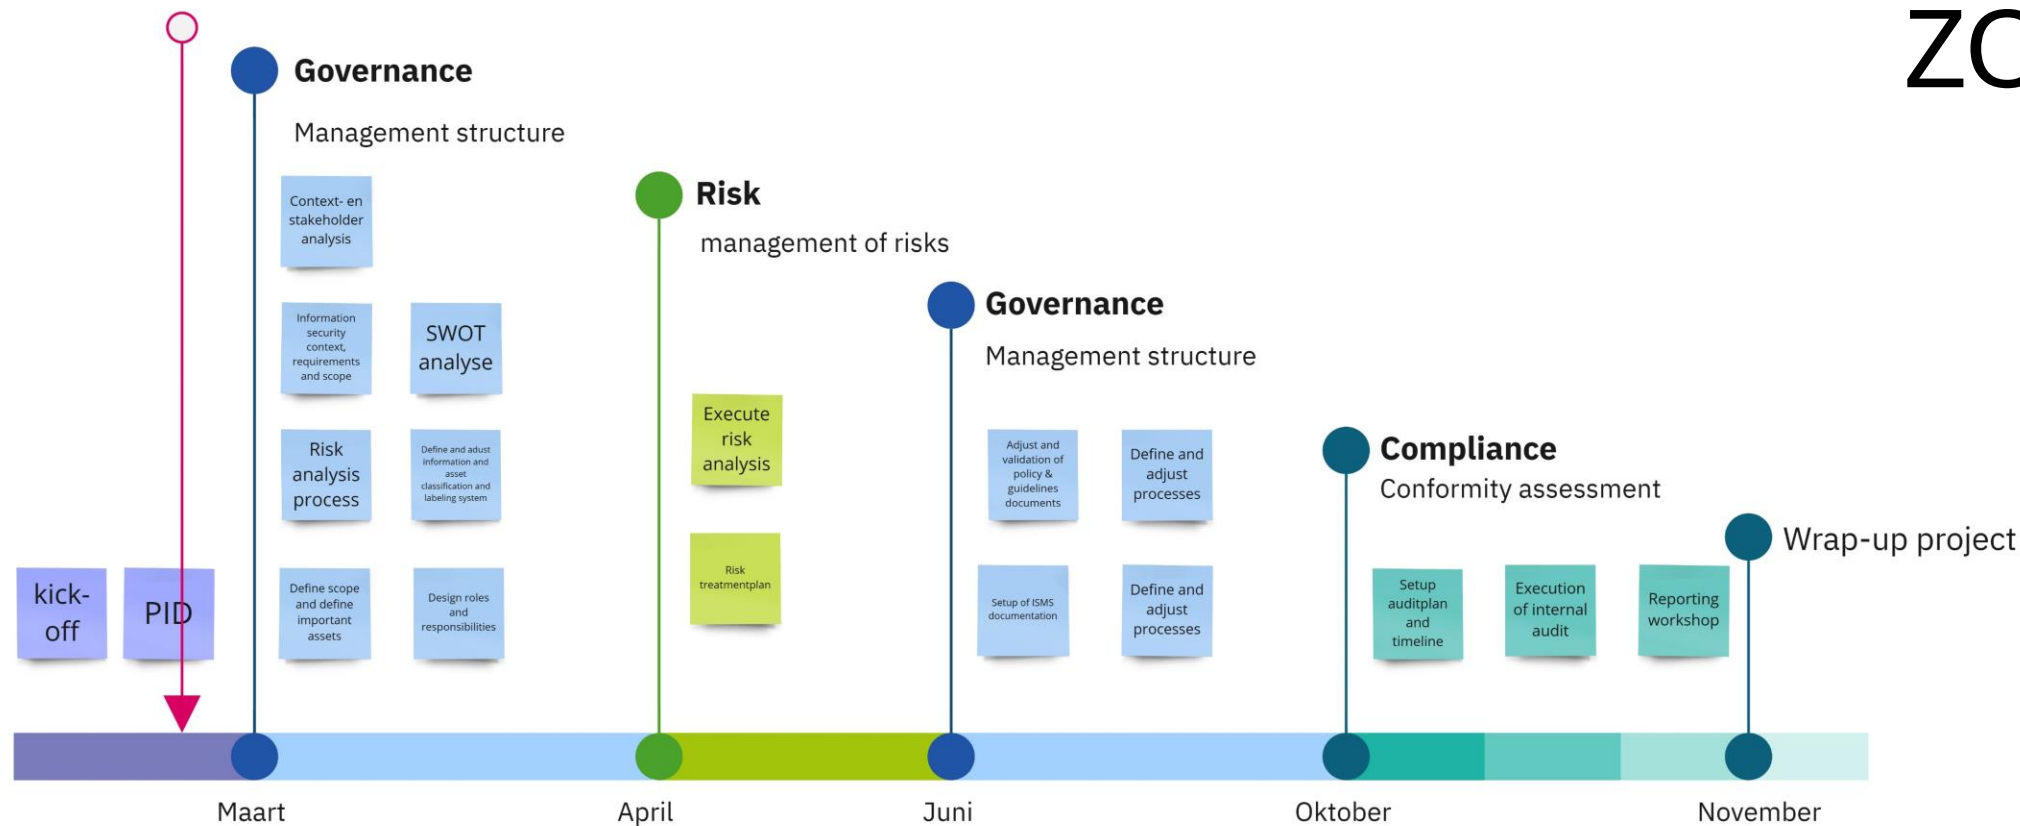 ZO
Governance
Management structure
Context- en
stakeholder
analysis
Information
security
context,
requirements
and scope
SWOT
analyse
Risk
analysis
process
Define and adust
information and
asset
classification and
labeling system
kick-
off
PID
Define scope
and define
important
assets
Design roles
and
responsibilities
Risk
management of risks
Execute
risk
analysis
Risk
treatmentplan
Governance
Management structure
Adjust and
validation of
policy &
guidelines
documents
Define and
adjust
processes
Setup of ISMS
documentation
Define and
adjust
processes
Compliance
Conformity assessment
Setup
auditplan
and
timeline
Execution
of internal
audit
Reporting
workshop
Wrap-up project
Maart
April
Juni
Oktober
November